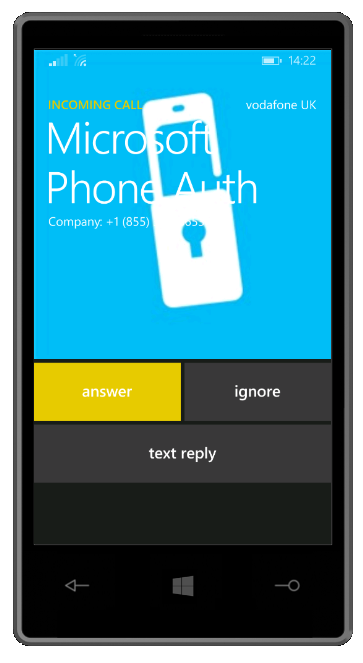 14:22
INCOMING CALL
vodafone UK
Microsoft
Phone Auth
Company: +1 (855)
answer
ignore
text reply